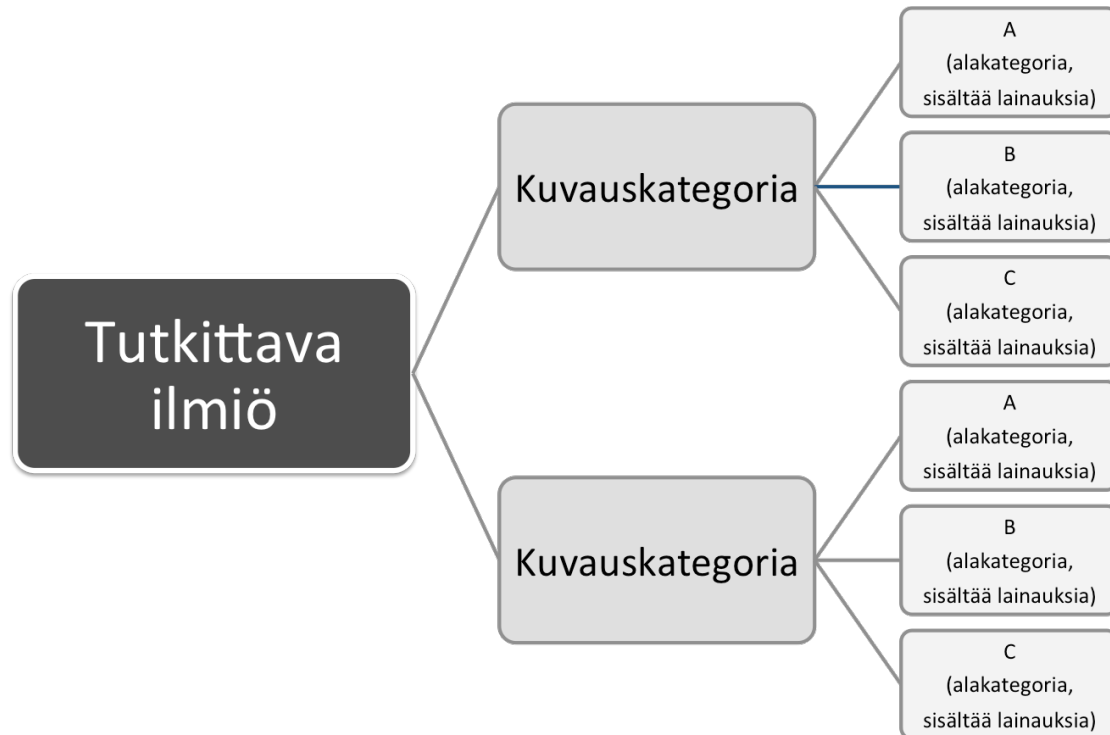 Tutkittava
ilmiö
Kuvauskategoria
A
(alakategoria,
sisältää lainauksia)
B
(alakategoria,
sisältää lainauksia)
C
(alakategoria,
sisältää lainauksia)
Kuvauskategoria
A
(alakategoria,
sisältää lainauksia)
B
(alakategoria,
sisältää lainauksia)
C
(alakategoria,
sisältää lainauksia)